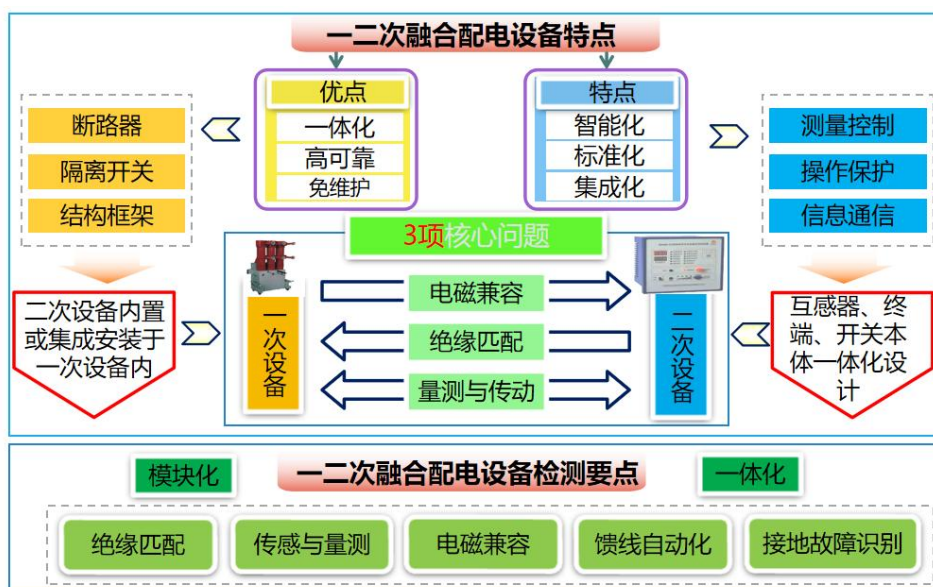 一二次融合配电设备特点
优点
一体化
高可靠
免维护
特点
智能化
标准化
集成化
断路器
隔离开关
结构框架
测量控制
操作保护
信息通信
3项核心问题
二次设备内置
或集成安装于
一次设备内
一次设备
电磁兼容
绝缘匹配
量测与传动
二次设备
互感器、终
端、开关本
体一体化设
计
模块化
一二次融合配电设备检测要点
一体化
绝缘匹配
传感与量测
电磁兼容
馈线自动化
接地故障识别